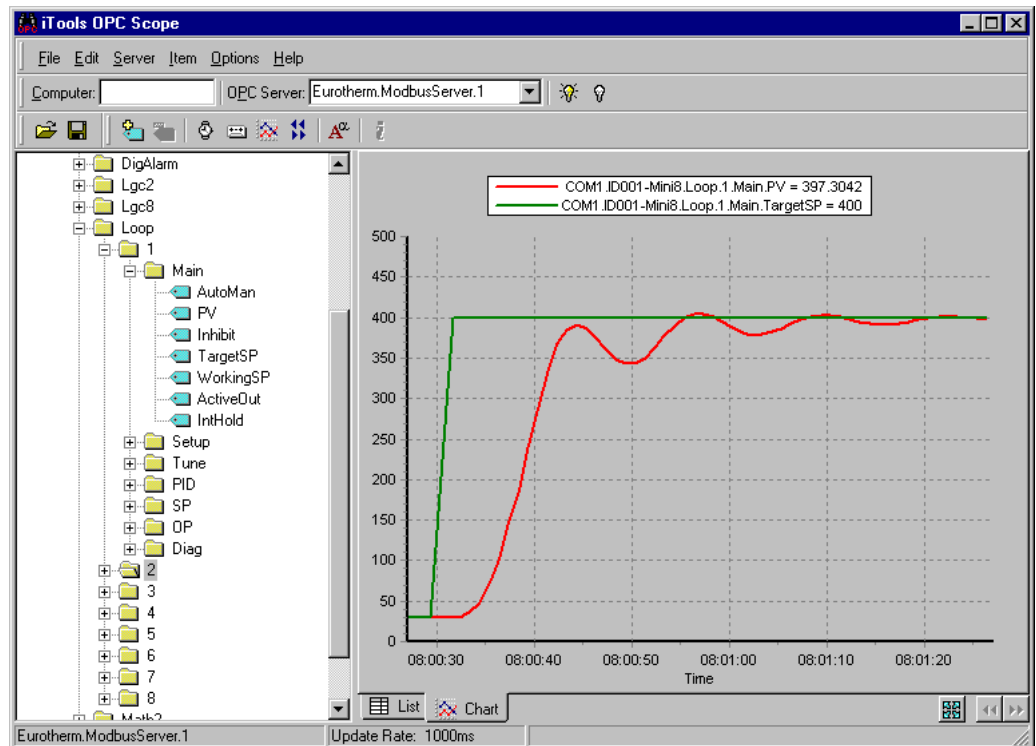 iTools OPC Scope
File Edit Server Item Options Help
Computer: OPC Server: Eurotherm.ModbusServer.1
DigAlarm
Lgc2
Lgc8
Loop
1
Main
AutoMan
PV
Inhibit
TargetSP
WorkingSP
ActiveOut
IntHold
Setup
Tune
PID
SP
OP
Diag
2
3
4
5
6
7
8
Math2
COM1.ID001-Mini8.Loop.1.Main.PV = 397.3042
COM1.ID001-Mini8.Loop.1.Main.TargetSP = 400
500
450
400
350
300
250
200
150
100
50
0
08:00:30 08:00:40 08:00:50 08:01:00 08:01:10 08:01:20
Time
List Chart
Eurotherm.ModbusServer.1 Update Rate: 1000ms